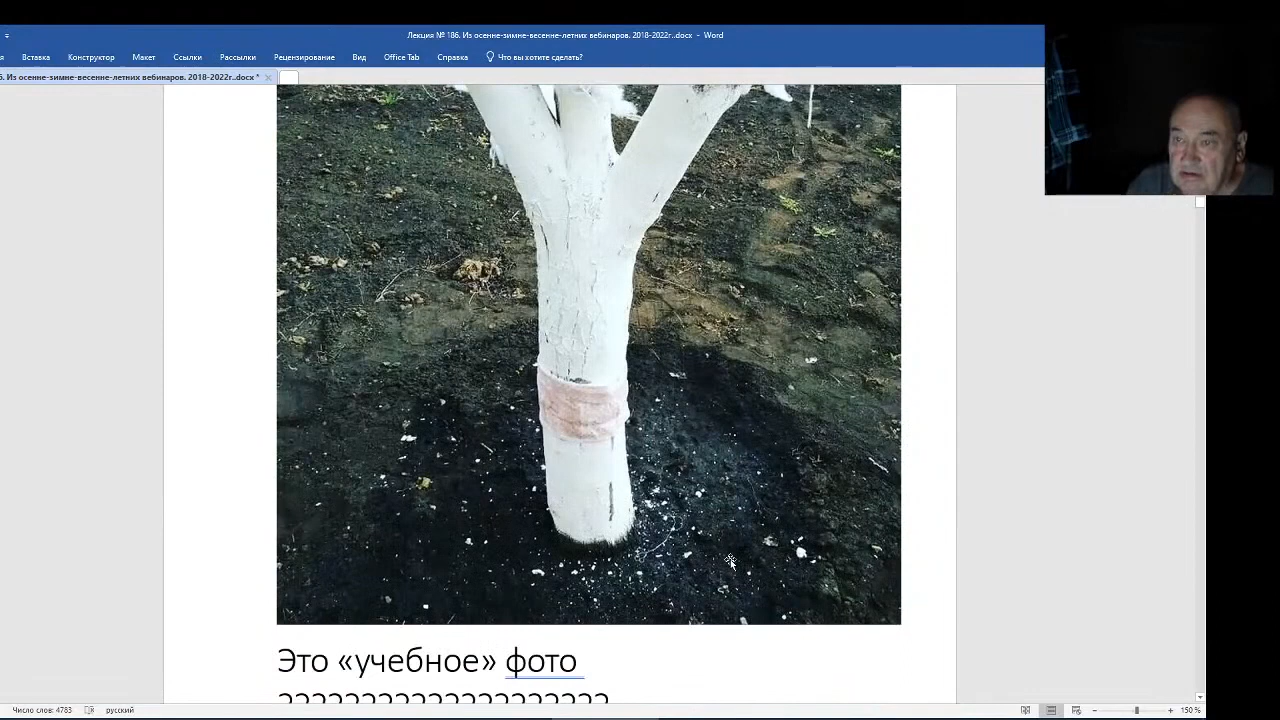 Лекция № 186. Из осенне-зимне-весенне-летних вебинаров. 2018-2022г..docx - Word
я Вставка Конструктор Макет Ссылки Рассылки Рецензирование Вид Office Tab Справка Что вы хотите сделать?
6. Из осенне-зимне-весенне-летних вебинаров. 2018-2022г..docx *
Это «учебное» фото
????????????????????
Число слов: 4783 русский 150 %